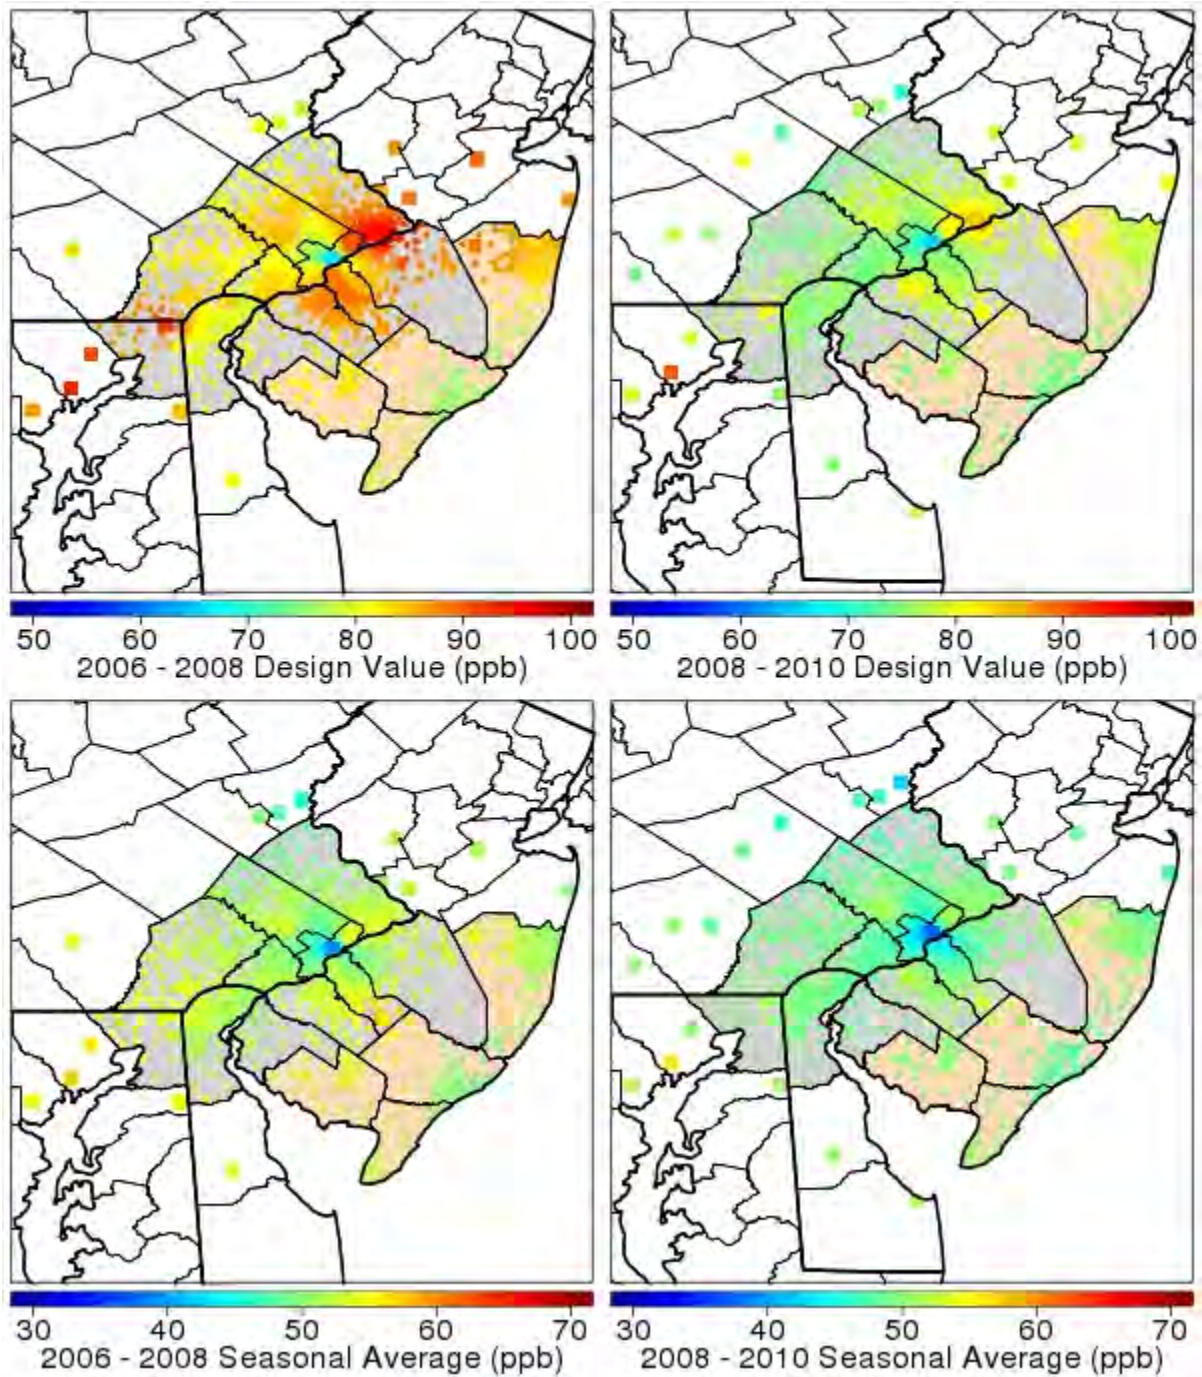 50 60 70 80 90 100
2006 - 2008 Design Value (ppb)
50 60 70 80 90 100
2008 - 2010 Design Value (ppb)
30 40 50 60 70
2006 - 2008 Seasonal Average (ppb)
30 40 50 60 70
2008 - 2010 Seasonal Average (ppb)